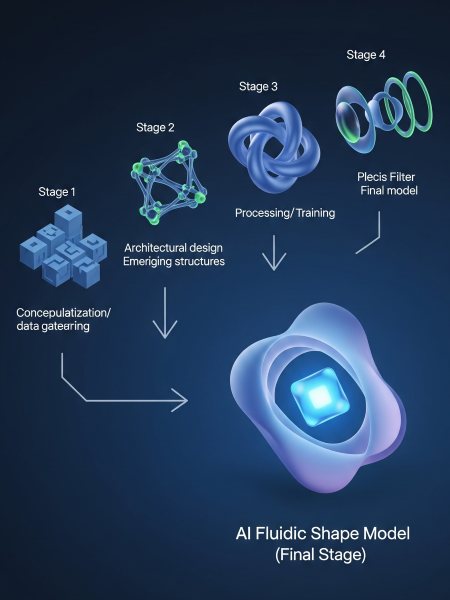 Stage 1
Concepulatization/
data gateering
Stage 2
Architectural design
Emeriging structures
Stage 3
Processing/Training
Stage 4
Plecis Filter
Final model
AI Fluidic Shape Model
(Final Stage)